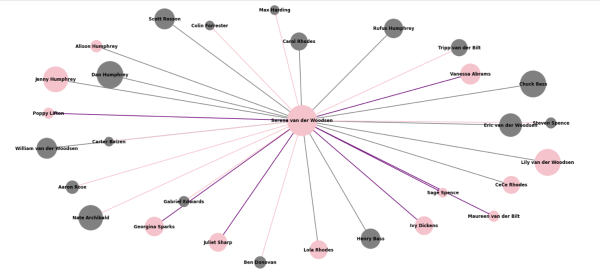 Max Harding
Scott Rosson
Colin Forrester
Rufus Humphrey
Carol Rhodes
Alison Humphrey
Tripp van der Bilt
Dan Humphrey
Vanessa Abrams
Jenny Humphrey
Chuck Bass
Poppy Lifton
Serena van der Woodsen
Steven Spence
Eric van der Woodsen
Carter Baizen
William van der Woodsen
Lily van der Woodsen
CeCe Rhodes
Aaron Rose
Sage Spence
Gabriel Edwards
Maureen van der Bilt
Nate Archibald
Ivy Dickens
Georgina Sparks
Henry Bass
Juliet Sharp
Lola Rhodes
Ben Donovan